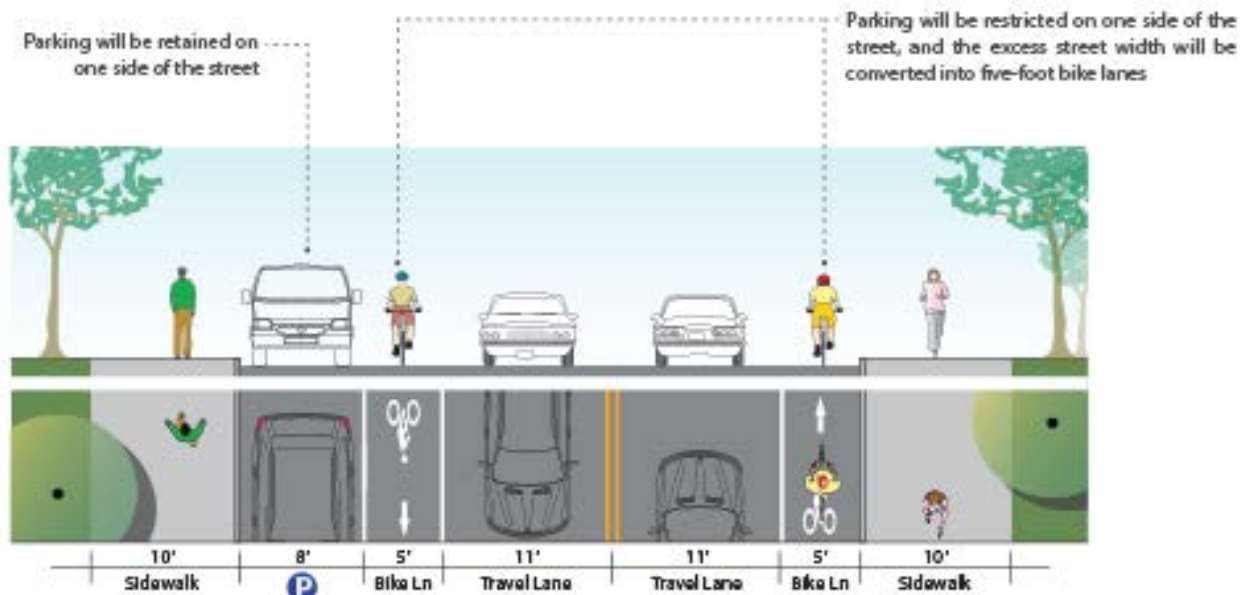 Parking will be retained on
one side of the street
Parking will be restricted on one side of the
street, and the excess street width will be
converted into five-foot bike lanes
10' 8' 5' 11' 11' 5' 10'
Sidewalk P Bike Ln Travel Lane Travel Lane Bike Ln Sidewalk